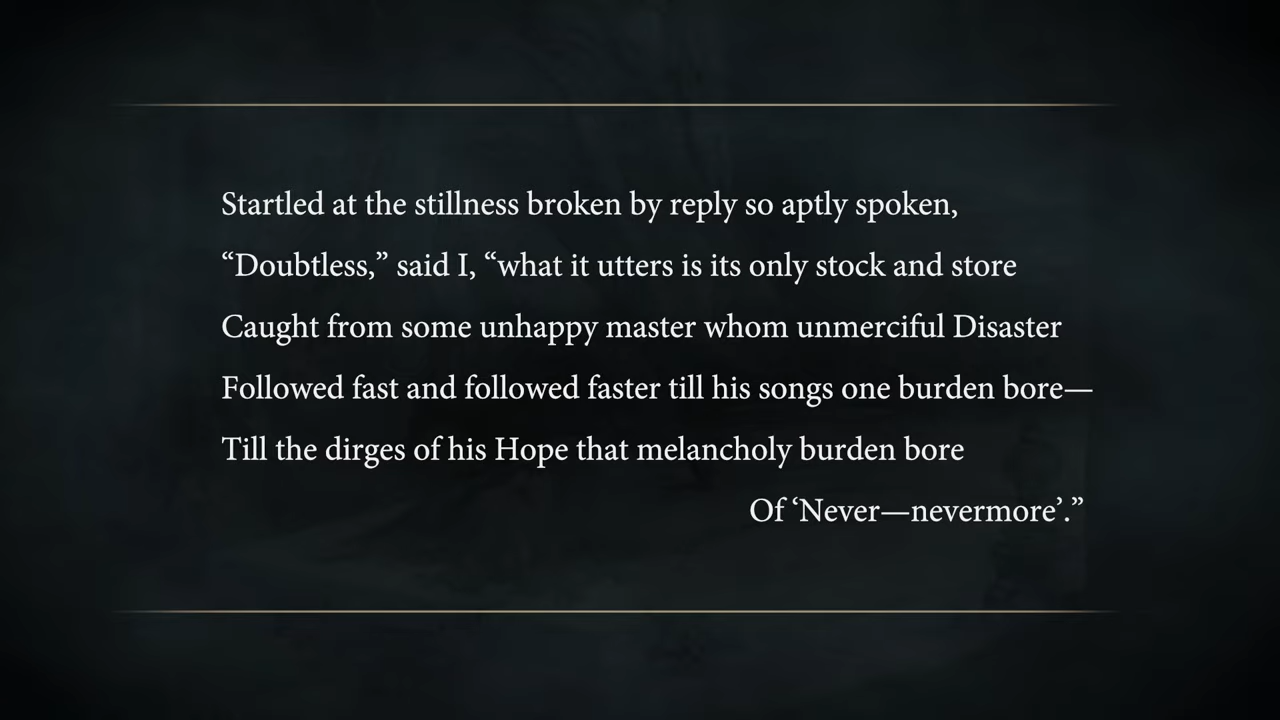 Startled at the stillness broken by reply so aptly spoken,
“Doubtless,” said I, “what it utters is its only stock and store
Caught from some unhappy master whom unmerciful Disaster
Followed fast and followed faster till his songs one burden bore—
Till the dirges of his Hope that melancholy burden bore
Of ‘Never—nevermore’.”